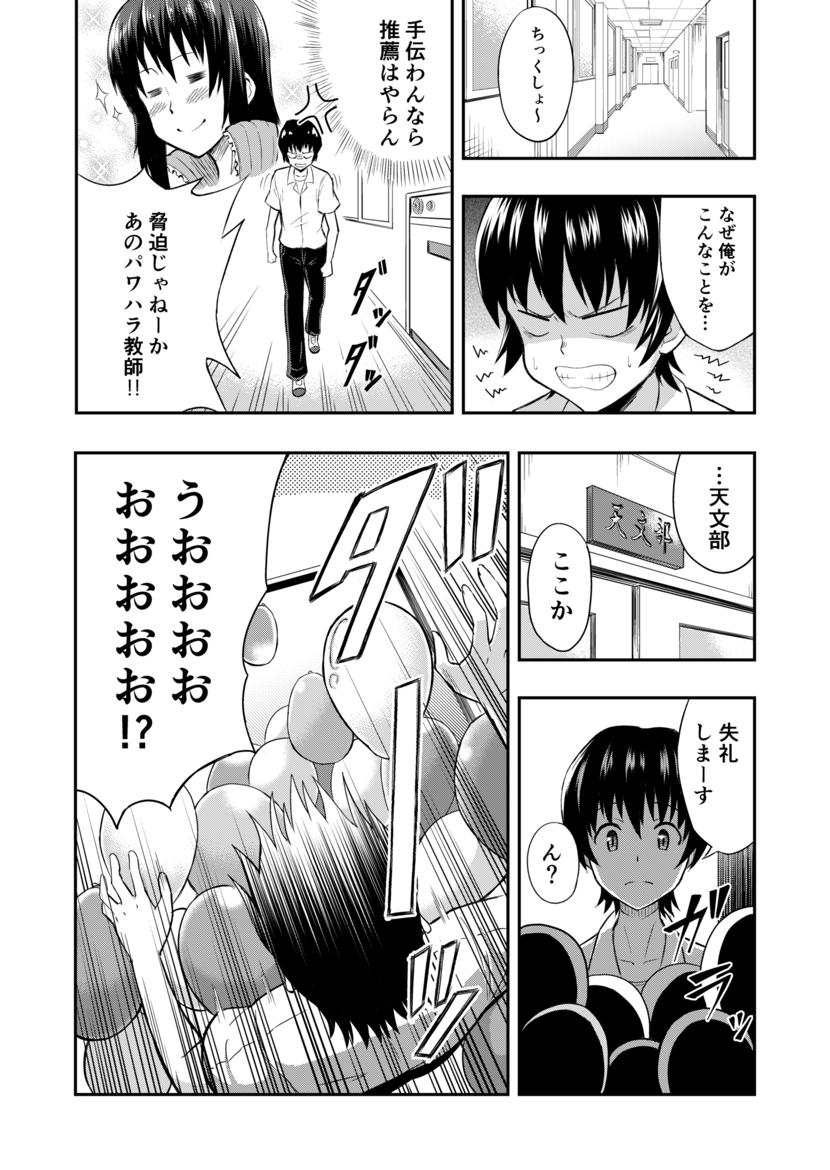 ちっくしょ～
なぜ俺が
こんなことを…
手伝わんなら
推薦はやらん
ダダダッ
脅迫じゃねーか
あのパワハラ教師!!
…天文部
天文部
ここか
失礼
しまーす
ん？
ガラッ
ダバーッ
うおおおお
おおおおお!?